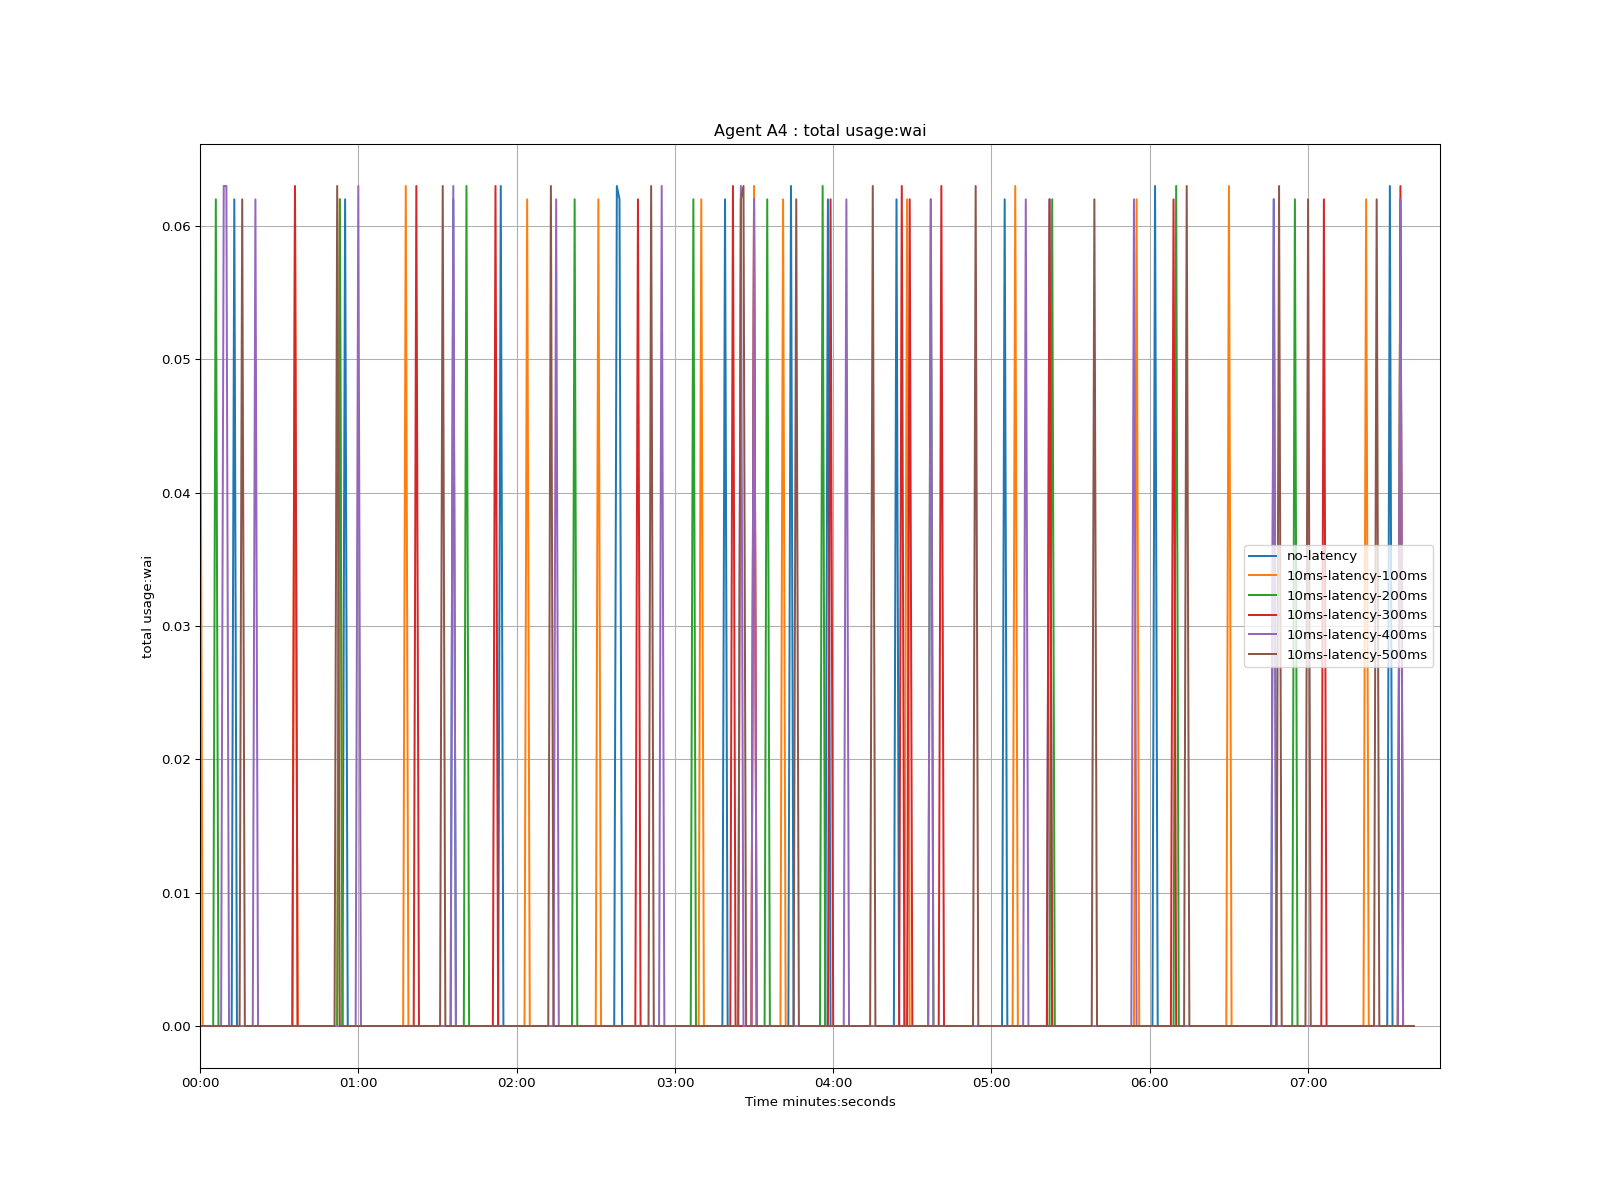 Agent A4 : total usage:wai
total usage:wai
0.06
0.05
0.04
0.03
0.02
0.01
0.00
no-latency
10ms-latency-100ms
10ms-latency-200ms
10ms-latency-300ms
10ms-latency-400ms
10ms-latency-500ms
00:00 01:00 02:00 03:00 04:00 05:00 06:00 07:00
Time minutes:seconds